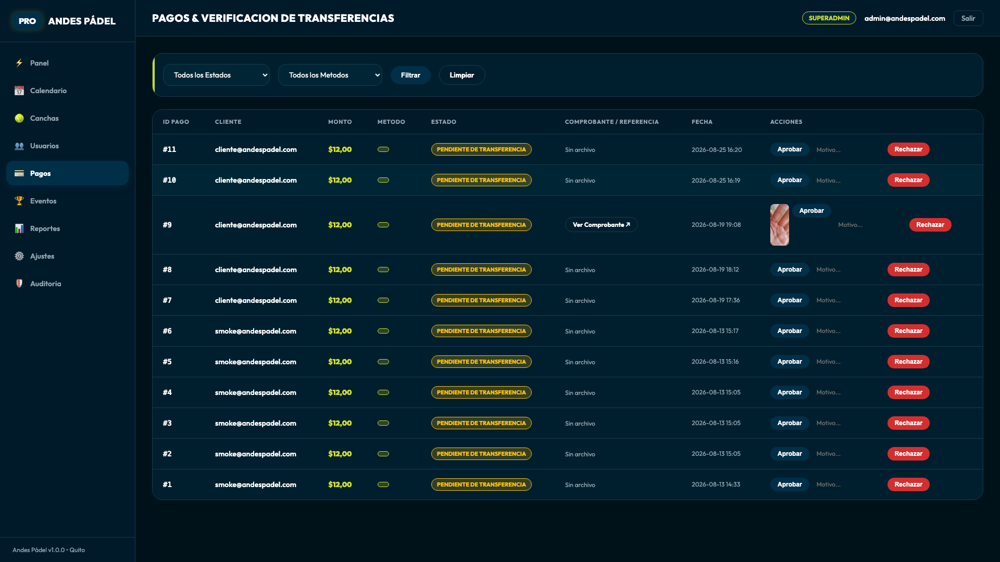 PRO ANDES PÁDEL
PAGOS & VERIFICACION DE TRANSFERENCIAS
SUPERADMIN admin@andespadel.com Salir
Panel
Calendario
Canchas
Usuarios
Pagos
Eventos
Reportes
Ajustes
Auditoria
Andes Pádel v1.0.0 • Quito
Todos los Estados Todos los Metodos Filtrar Limpiar
ID PAGO CLIENTE MONTO METODO ESTADO COMPROBANTE / REFERENCIA FECHA ACCIONES
#11 cliente@andespadel.com $12,00 PENDIENTE DE TRANSFERENCIA Sin archivo 2026-08-25 16:20 Aprobar Motivo... Rechazar
#10 cliente@andespadel.com $12,00 PENDIENTE DE TRANSFERENCIA Sin archivo 2026-08-25 16:19 Aprobar Motivo... Rechazar
#9 cliente@andespadel.com $12,00 PENDIENTE DE TRANSFERENCIA Ver Comprobante ↗ 2026-08-19 19:08 Aprobar Motivo... Rechazar
#8 cliente@andespadel.com $12,00 PENDIENTE DE TRANSFERENCIA Sin archivo 2026-08-19 18:12 Aprobar Motivo... Rechazar
#7 cliente@andespadel.com $12,00 PENDIENTE DE TRANSFERENCIA Sin archivo 2026-08-19 17:36 Aprobar Motivo... Rechazar
#6 smoke@andespadel.com $12,00 PENDIENTE DE TRANSFERENCIA Sin archivo 2026-08-13 15:17 Aprobar Motivo... Rechazar
#5 smoke@andespadel.com $12,00 PENDIENTE DE TRANSFERENCIA Sin archivo 2026-08-13 15:16 Aprobar Motivo... Rechazar
#4 smoke@andespadel.com $12,00 PENDIENTE DE TRANSFERENCIA Sin archivo 2026-08-13 15:05 Aprobar Motivo... Rechazar
#3 smoke@andespadel.com $12,00 PENDIENTE DE TRANSFERENCIA Sin archivo 2026-08-13 15:05 Aprobar Motivo... Rechazar
#2 smoke@andespadel.com $12,00 PENDIENTE DE TRANSFERENCIA Sin archivo 2026-08-13 15:05 Aprobar Motivo... Rechazar
#1 smoke@andespadel.com $12,00 PENDIENTE DE TRANSFERENCIA Sin archivo 2026-08-13 14:33 Aprobar Motivo... Rechazar